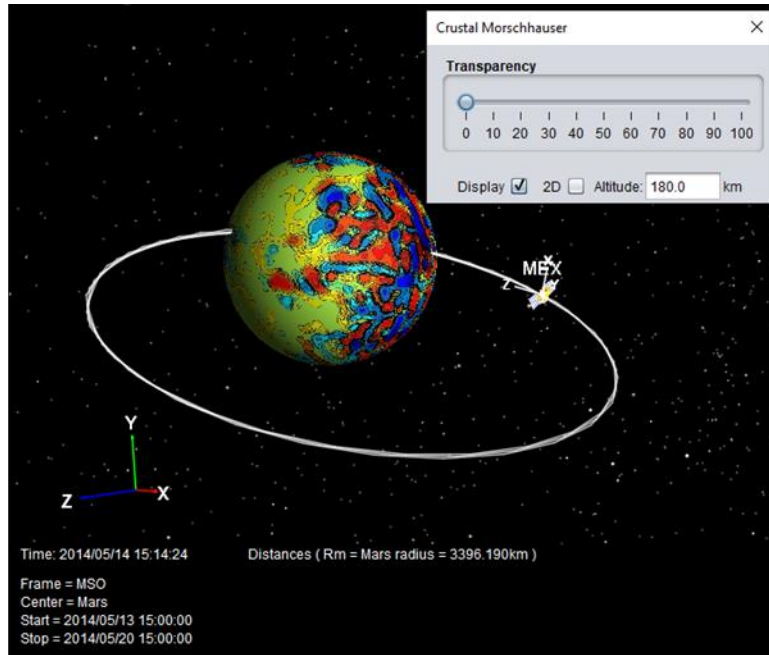 Crustal Morschhauser
Transparency
0 10 20 30 40 50 60 70 80 90 100
Display 2D Altitude: 180.0 km
X
MEX
Z Y
Y
Z X
Time: 2014/05/14 15:14:24 Distances ( Rm = Mars radius = 3396.190km )
Frame = MSO
Center = Mars
Start = 2014/05/13 15:00:00
Stop = 2014/05/20 15:00:00